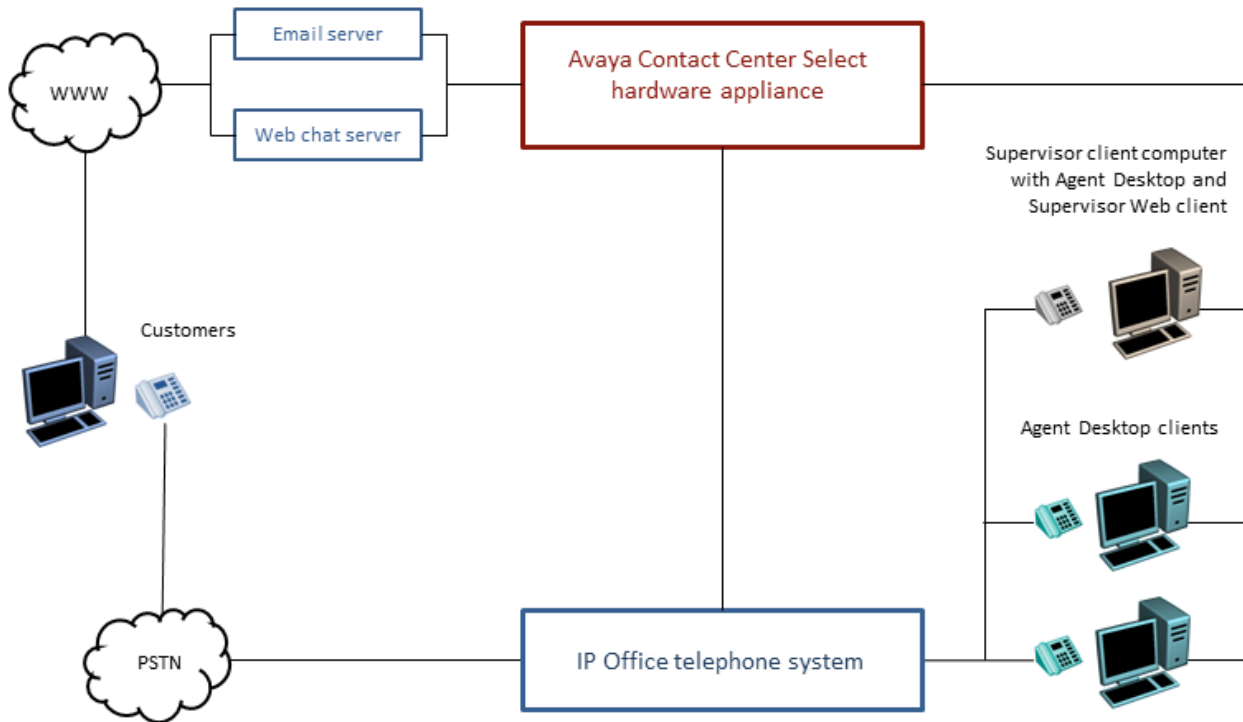 Email server
WWW
Web chat server
Avaya Contact Center Select
hardware appliance
Supervisor client computer
with Agent Desktop and
Supervisor Web client
Customers
Agent Desktop clients
PSTN
IP Office telephone system